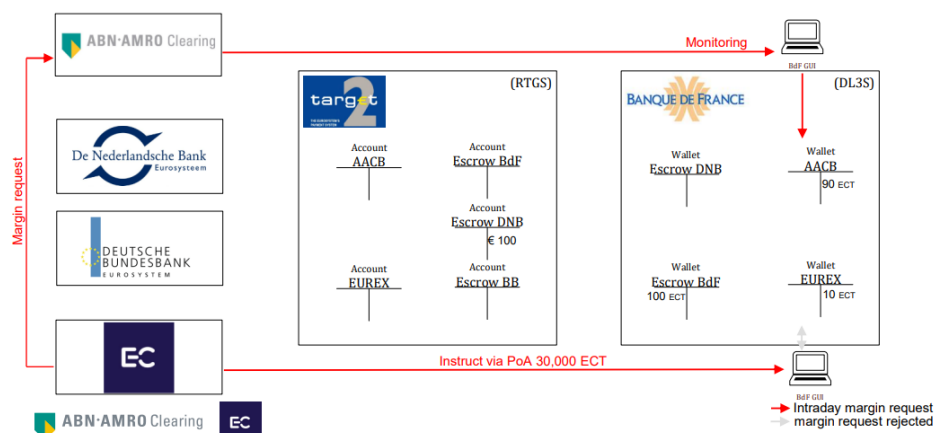 ABN·AMRO Clearing
Monitoring
BdF GUI
Margin request
(RTGS)
target
2
(DL3S)
BANQUE DE FRANCE
De Nederlandsche Bank
Eurosysteem
Account
AACB
Account
Escrow BdF
Wallet
Escrow DNB
Wallet
AACB
90 ECT
Account
Escrow DNB
€ 100
DEUTSCHE
BUNDESBANK
EUROSYSTEM
Account
EUREX
Account
Escrow BB
Wallet
Escrow BdF
100 ECT
Wallet
EUREX
10 ECT
EC
Instruct via PoA 30,000 ECT
BdF GUI
Intraday margin request
margin request rejected
ABN·AMRO Clearing
EC